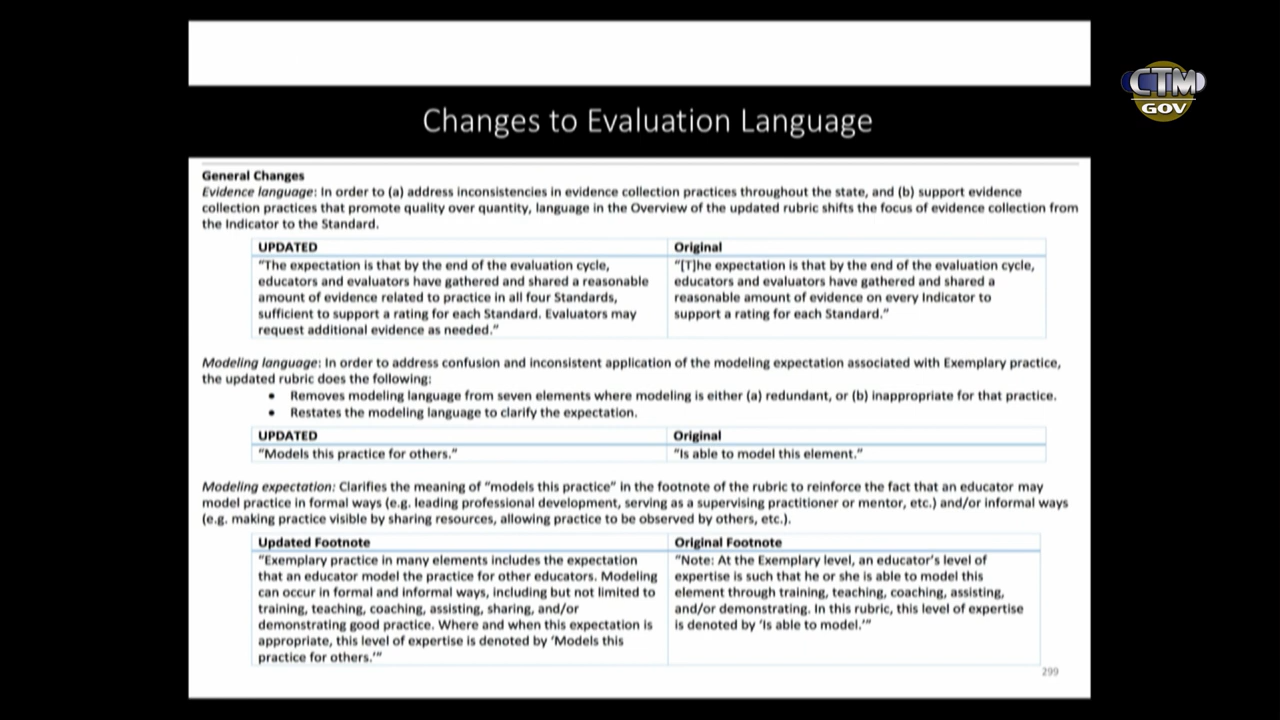 CTM
GOV
Changes to Evaluation Language
General Changes
Evidence language: In order to (a) address inconsistencies in evidence collection practices throughout the state, and (b) support evidence
collection practices that promote quality over quantity, language in the Overview of the updated rubric shifts the focus of evidence collection from
the Indicator to the Standard.
UPDATED
"The expectation is that by the end of the evaluation cycle,
educators and evaluators have gathered and shared a reasonable
amount of evidence related to practice in all four Standards,
sufficient to support a rating for each Standard. Evaluators may
request additional evidence as needed."
Original
"[T]he expectation is that by the end of the evaluation cycle,
educators and evaluators have gathered and shared a
reasonable amount of evidence on every Indicator to
support a rating for each Standard."
Modeling language: In order to address confusion and inconsistent application of the modeling expectation associated with Exemplary practice,
the updated rubric does the following:
• Removes modeling language from seven elements where modeling is either (a) redundant, or (b) inappropriate for that practice.
• Restates the modeling language to clarify the expectation.
UPDATED
"Models this practice for others."
Original
"Is able to model this element."
Modeling expectation: Clarifies the meaning of "models this practice" in the footnote of the rubric to reinforce the fact that an educator may
model practice in formal ways (e.g. leading professional development, serving as a supervising practitioner or mentor, etc.) and/or informal ways
(e.g. making practice visible by sharing resources, allowing practice to be observed by others, etc.).
Updated Footnote
"Exemplary practice in many elements includes the expectation
that an educator model the practice for other educators. Modeling
can occur in formal and informal ways, including but not limited to
training, teaching, coaching, assisting, sharing, and/or
demonstrating good practice. Where and when this expectation is
appropriate, this level of expertise is denoted by 'Models this
practice for others.'"
Original Footnote
"Note: At the Exemplary level, an educator's level of
expertise is such that he or she is able to model this
element through training, teaching, coaching, assisting,
and/or demonstrating. In this rubric, this level of expertise
is denoted by 'Is able to model.'"
299